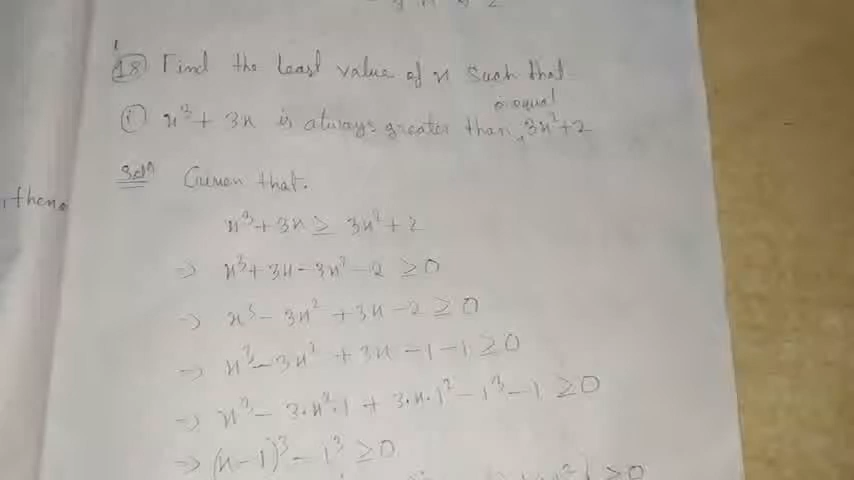 18 Find the least value of x such that
or equal
i x³ + 3x is always greater than, 3x² + 2
Solⁿ Given that.
x³ + 3x ≥ 3x² + 2
⇒ x³ + 3x - 3x² - 2 ≥ 0
⇒ x³ - 3x² + 3x - 2 ≥ 0
⇒ x³ - 3x² + 3x - 1 - 1 ≥ 0
⇒ x³ - 3·x²·1 + 3·x·1² - 1³ - 1 ≥ 0
⇒ (x - 1)³ - 1³ ≥ 0
≥ 0